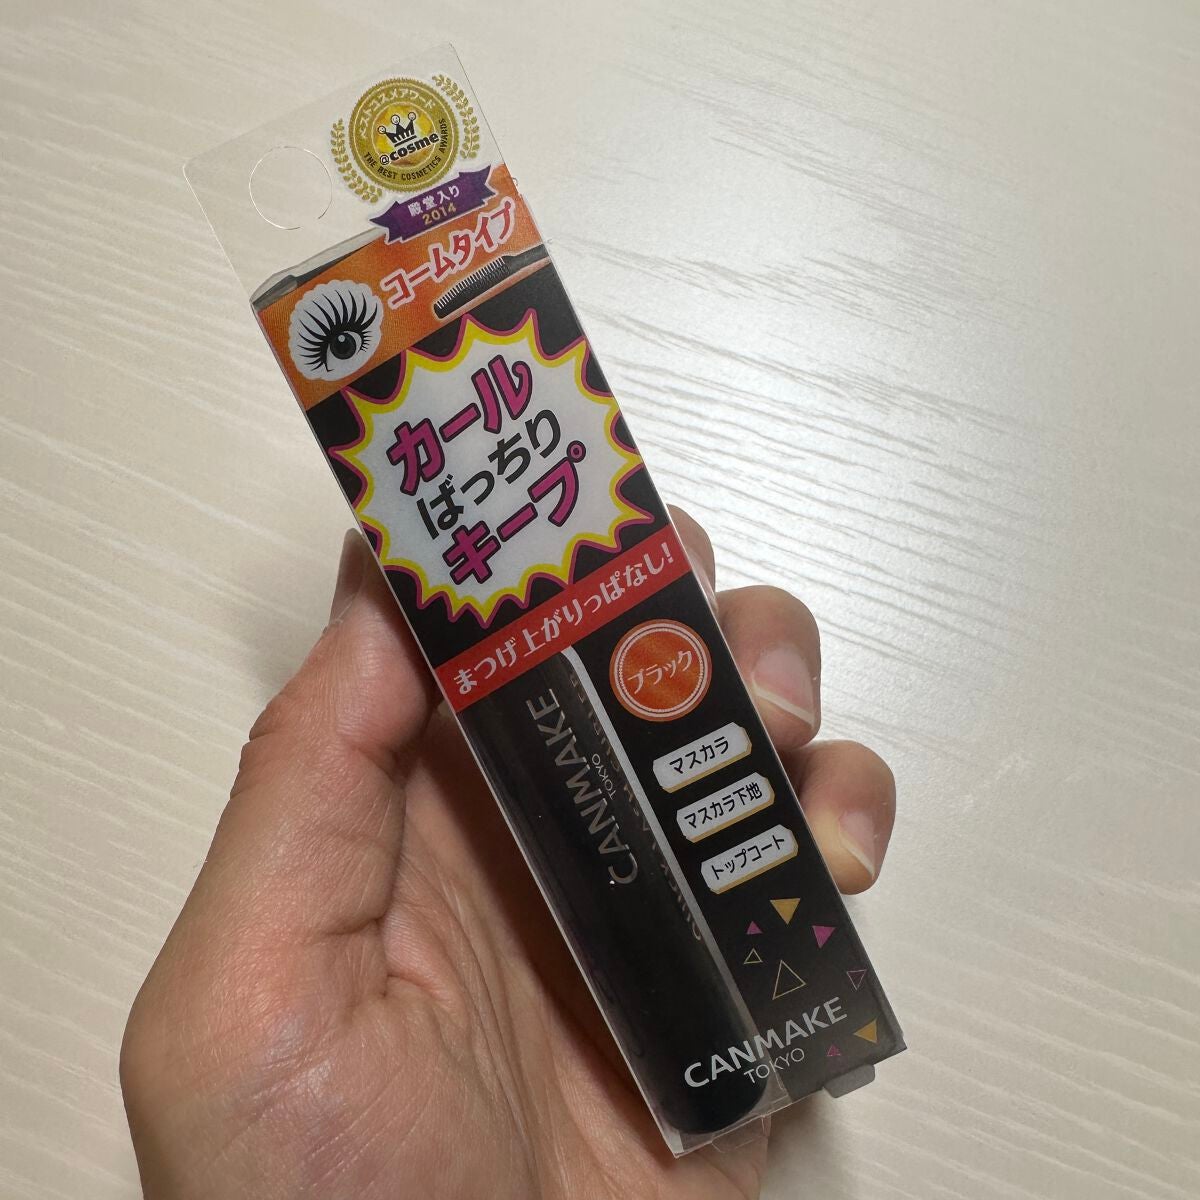 ベストコスメアワード
@cosme
THE BEST COSMETICS AWARDS
殿堂入り
2014
コームタイプ
カール
ばっちり
キープ
まつげ上がりっぱなし!
ブラック
マスカラ
マスカラ下地
トップコート
CANMAKE
TOKYO
CANMAKE
TOKYO